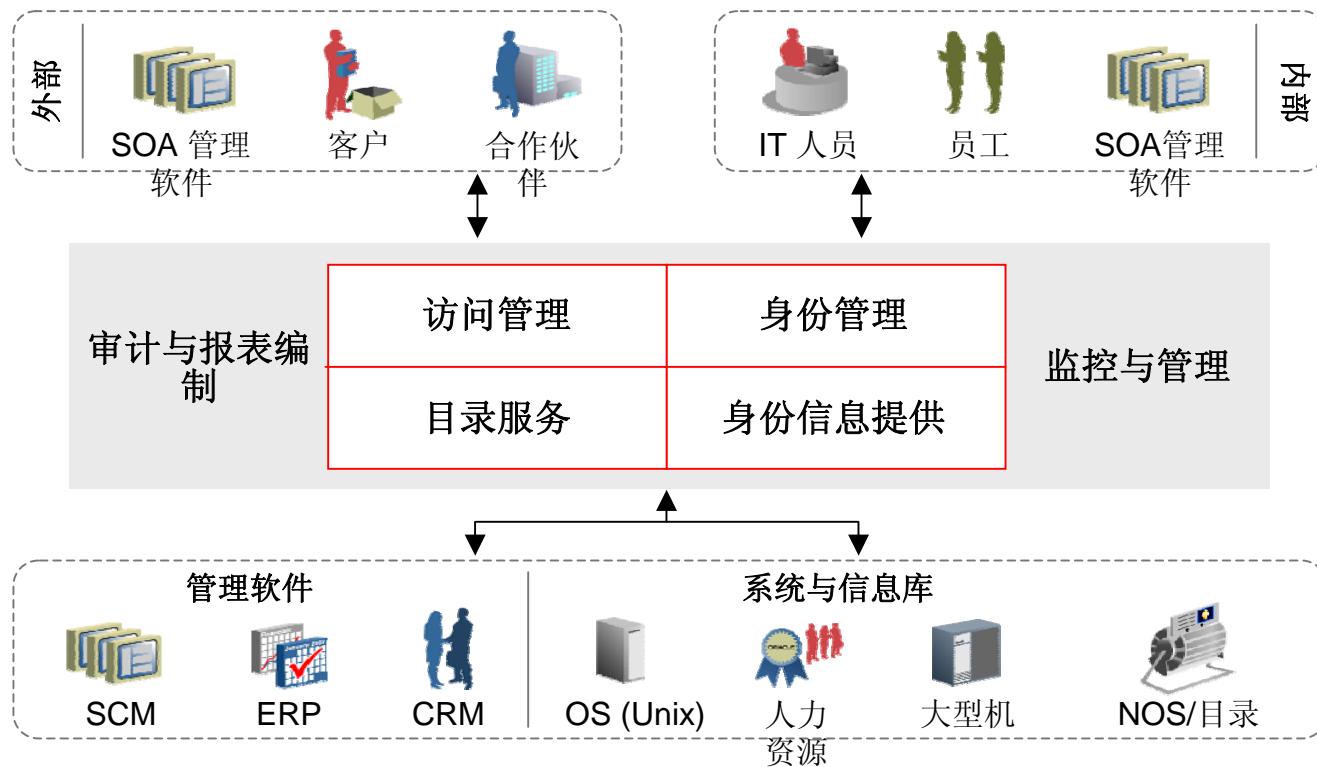 外部
SOA 管理
软件
客户
合作伙
伴
IT 人员
员工
SOA管理
软件
内部
审计与报表编
制
访问管理
身份管理
目录服务
身份信息提供
监控与管理
管理软件
SCM
ERP
CRM
系统与信息库
OS (Unix)
ORACLE
人力
资源
大型机
NOS/目录